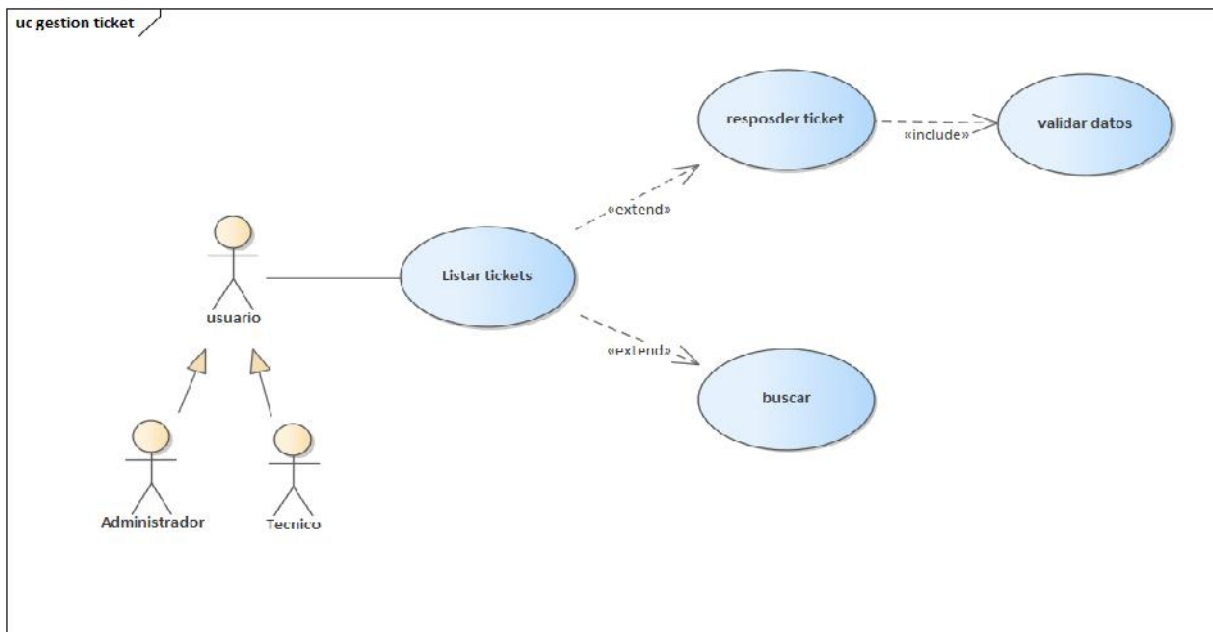 uc gestion ticket
resposder ticket
«include»
validar datos
«extend»
Listar tickets
usuario
«extend»
buscar
Administrador
Tecnico